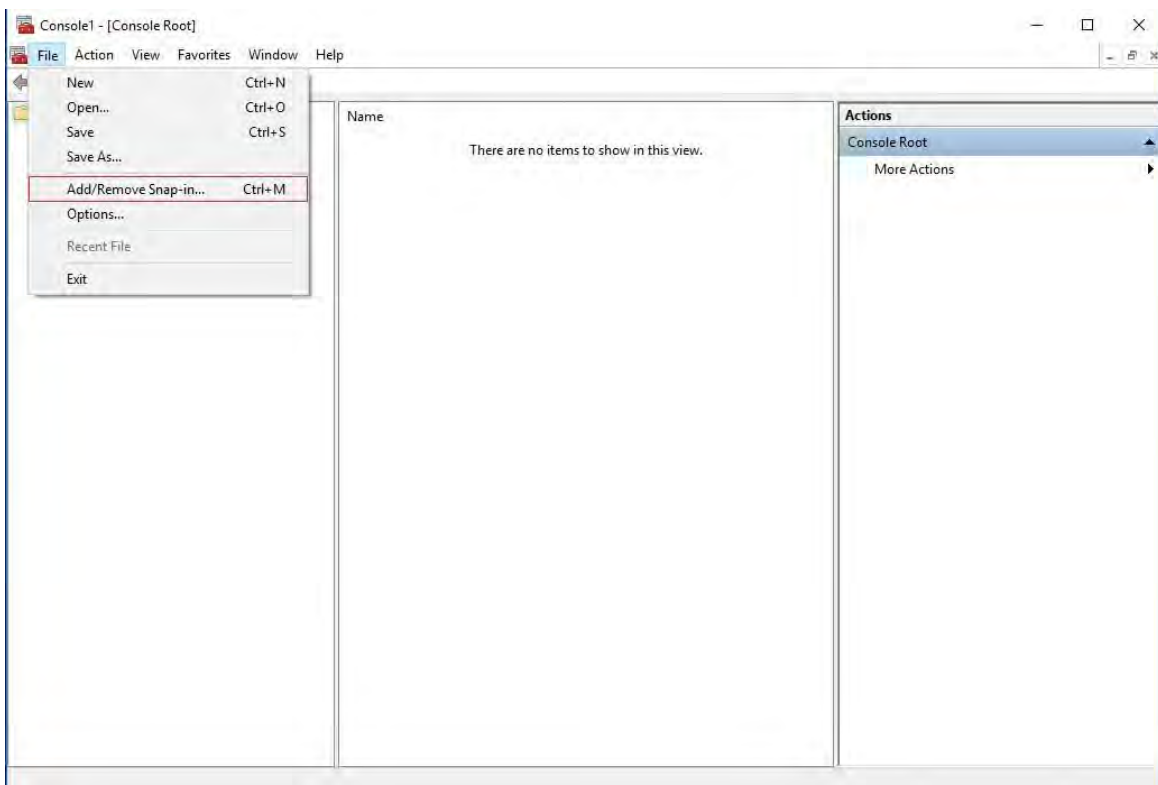 Console1 - [Console Root]
File Action View Favorites Window Help
New Ctrl+N
Open... Ctrl+O
Save Ctrl+S
Save As...
Add/Remove Snap-in... Ctrl+M
Options...
Recent File
Exit
Name
There are no items to show in this view.
Actions
Console Root
More Actions